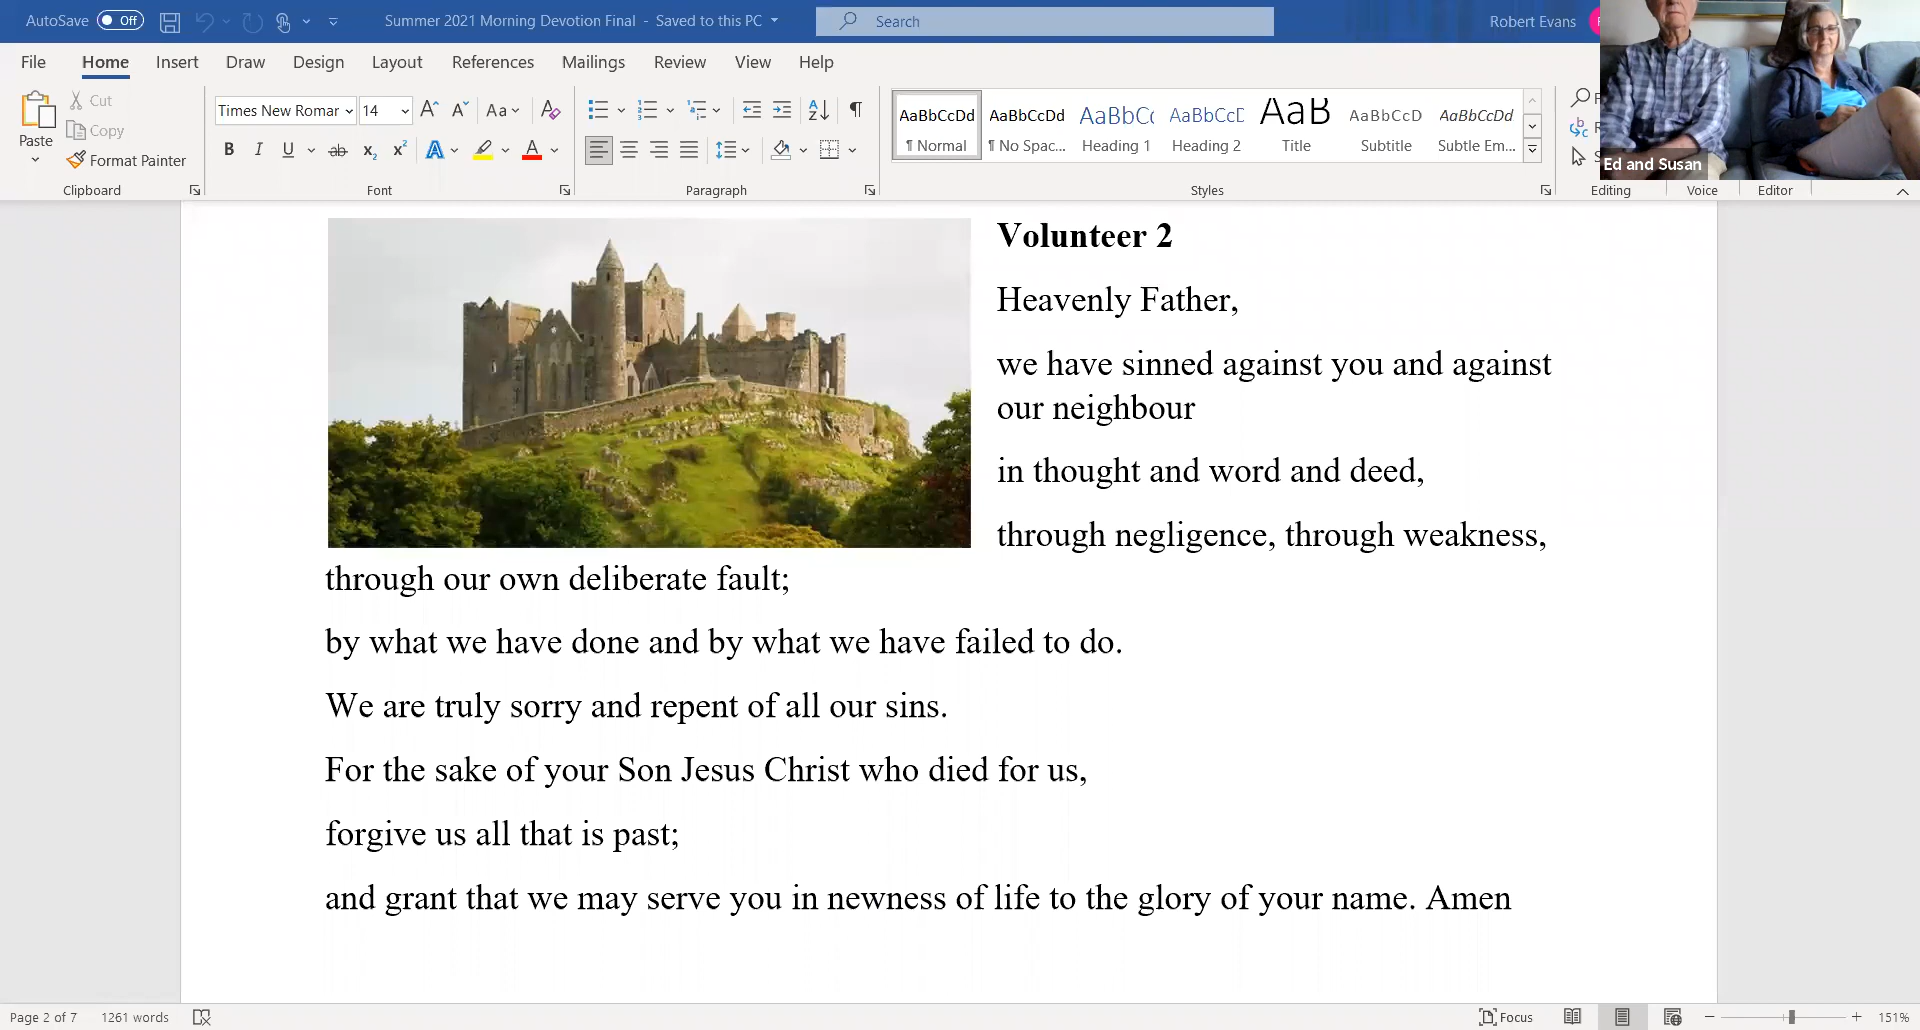 AutoSave Off Summer 2021 Morning Devotion Final - Saved to this PC Search Robert Evans
File Home Insert Draw Design Layout References Mailings Review View Help
Paste Cut Copy Format Painter
Clipboard
Times New Roman 14 Aa
B I U ab x₂ x² A A
Font
Paragraph
AaBbCcDd AaBbCcDd AaBbCc AaBbCcD AaB AaBbCcD AaBbCcDd
¶ Normal ¶ No Spac... Heading 1 Heading 2 Title Subtitle Subtle Em...
Styles
Editing Voice Editor
Ed and Susan
Volunteer 2
Heavenly Father,
we have sinned against you and against
our neighbour
in thought and word and deed,
through negligence, through weakness,
through our own deliberate fault;
by what we have done and by what we have failed to do.
We are truly sorry and repent of all our sins.
For the sake of your Son Jesus Christ who died for us,
forgive us all that is past;
and grant that we may serve you in newness of life to the glory of your name. Amen
Page 2 of 7 1261 words Focus 151%